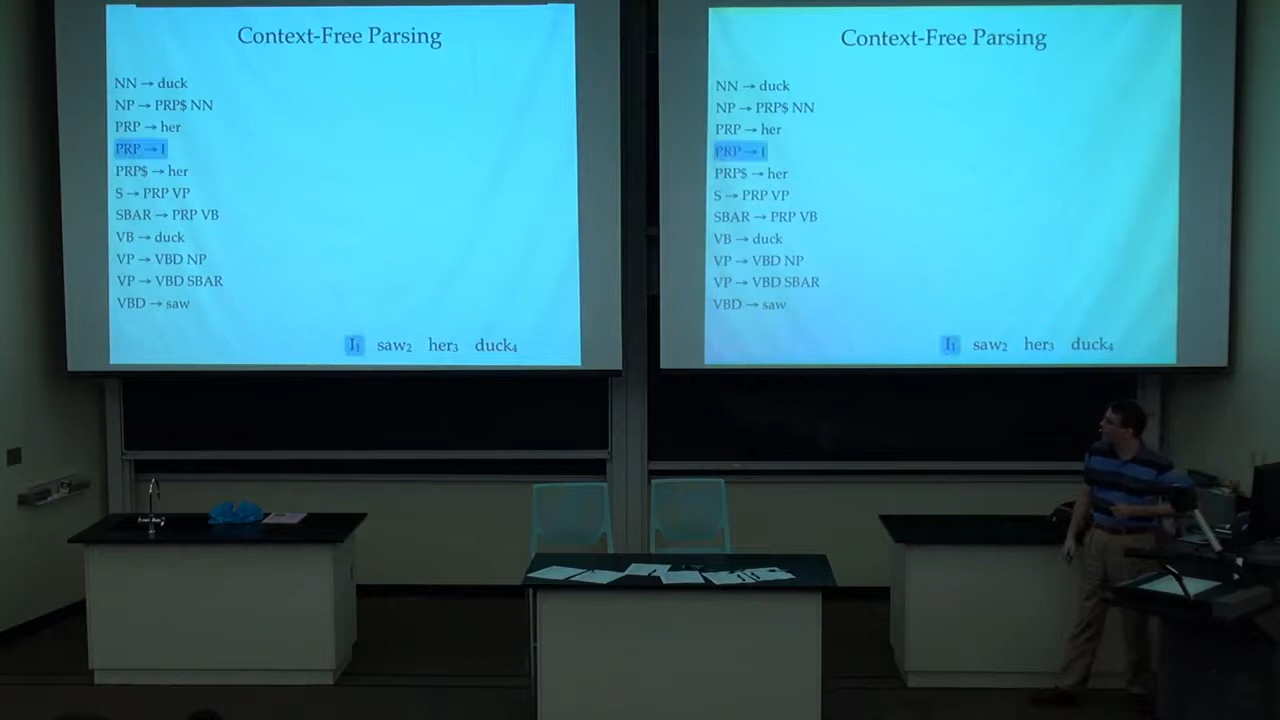 Context-Free Parsing
NN → duck
NP → PRP$ NN
PRP → her
PRP → I
PRP$ → her
S → PRP VP
SBAR → PRP VB
VB → duck
VP → VBD NP
VP → VBD SBAR
VBD → saw
I₁ saw₂ her₃ duck₄
Context-Free Parsing
NN → duck
NP → PRP$ NN
PRP → her
PRP → I
PRP$ → her
S → PRP VP
SBAR → PRP VB
VB → duck
VP → VBD NP
VP → VBD SBAR
VBD → saw
I₁ saw₂ her₃ duck₄